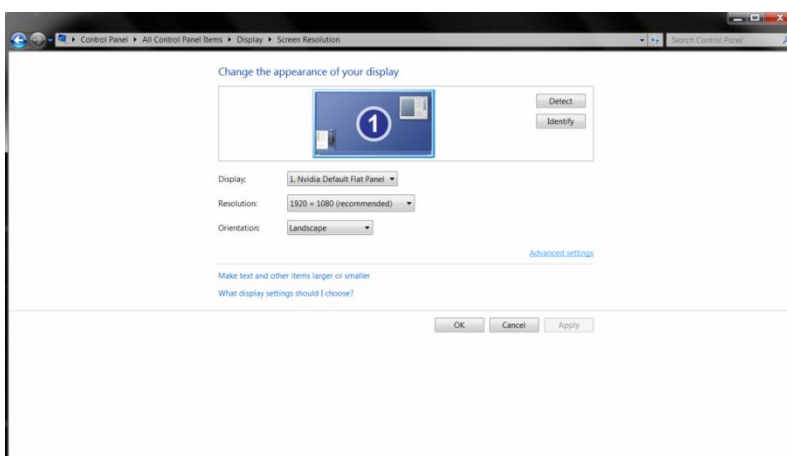 Control Panel ▸ All Control Panel Items ▸ Display ▸ Screen Resolution
Search Control Panel
Change the appearance of your display
1
Detect
Identify
Display: 1. Nvidia Default Flat Panel
Resolution: 1920 × 1080 (recommended)
Orientation: Landscape
Advanced settings
Make text and other items larger or smaller
What display settings should I choose?
OK Cancel Apply